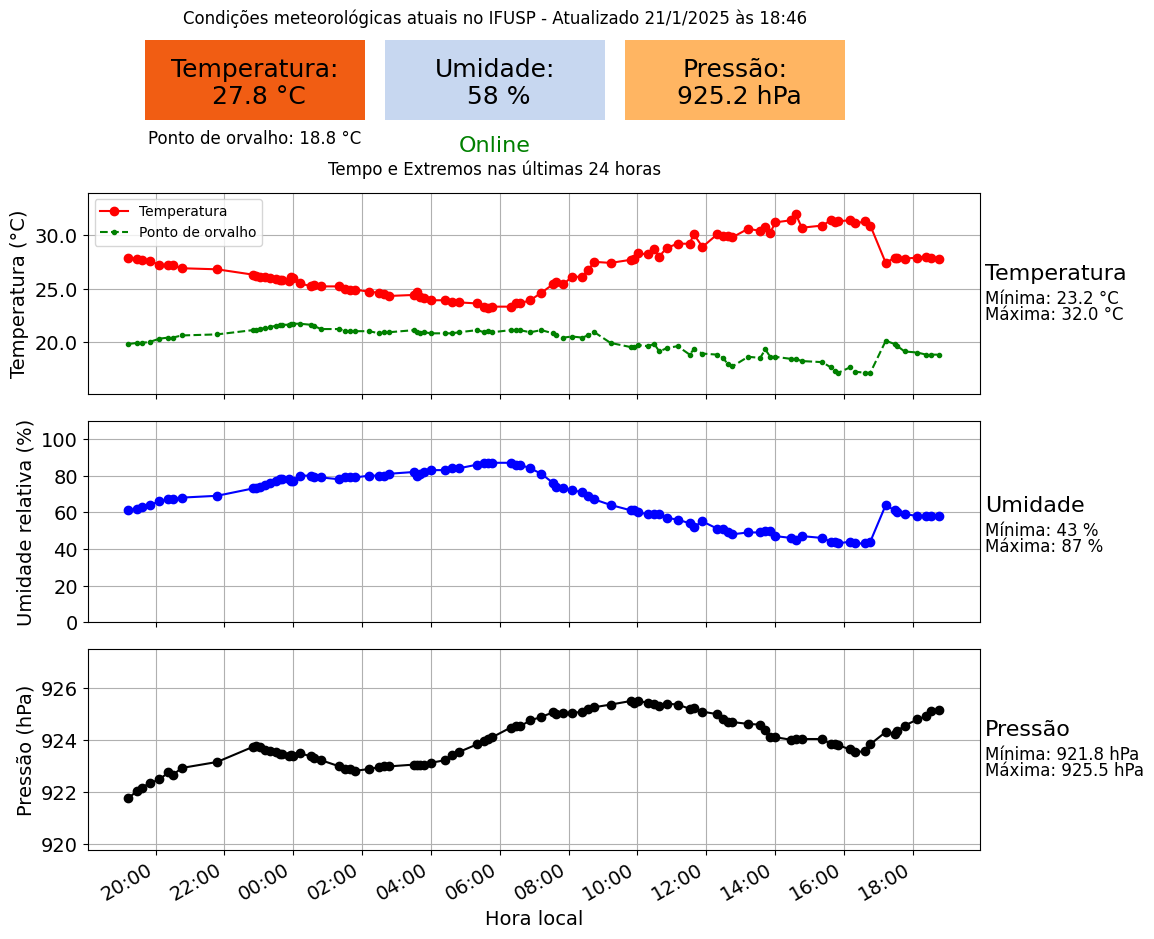 Condições meteorológicas atuais no IFUSP - Atualizado 21/1/2025 às 18:46
Temperatura:
27.8 °C
Umidade:
58 %
Pressão:
925.2 hPa
Ponto de orvalho: 18.8 °C
Online
Tempo e Extremos nas últimas 24 horas
Temperatura
Ponto de orvalho
Temperatura (°C)
30.0
25.0
20.0
Temperatura
Mínima: 23.2 °C
Máxima: 32.0 °C
Umidade relativa (%)
100
80
60
40
20
0
Umidade
Mínima: 43 %
Máxima: 87 %
Pressão (hPa)
926
924
922
920
Pressão
Mínima: 921.8 hPa
Máxima: 925.5 hPa
20:00
22:00
00:00
02:00
04:00
06:00
08:00
10:00
12:00
14:00
16:00
18:00
Hora local